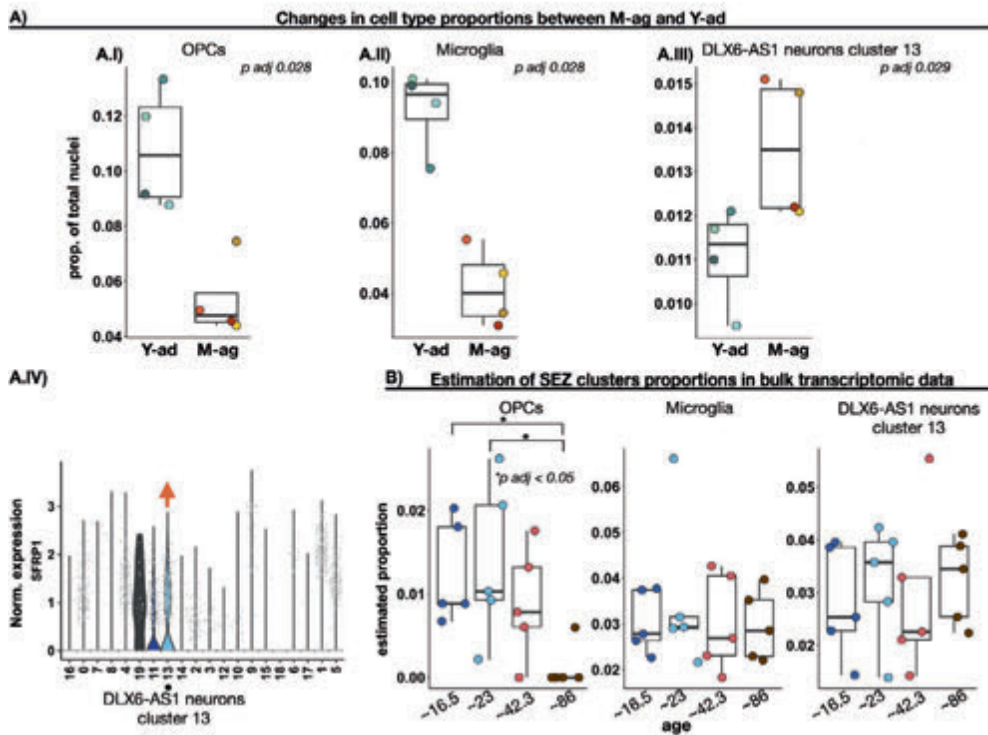 A) Changes in cell type proportions between M-ag and Y-ad
A.I) OPCs
p adj 0.028
A.II) Microglia
p adj 0.028
A.III) DLX6-AS1 neurons cluster 13
p adj 0.029
prop. of total nuclei
0.12
0.10
0.08
0.06
0.04
Y-ad M-ag
0.10
0.08
0.06
0.04
Y-ad M-ag
0.015
0.014
0.013
0.012
0.011
0.010
Y-ad M-ag
A.IV)
Norm. expression
SFRP1
3
2
1
0
16 6 7 8 4 19 11 13 14 2 3 12 10 9 15 18 6 17 1 5
DLX6-AS1 neurons
cluster 13
B) Estimation of SEZ clusters proportions in bulk transcriptomic data
OPCs
*
*
*p adj < 0.05
estimated proportion
0.02
0.01
0.00
~16.5 ~23 ~42.3 ~86
Microglia
0.06
0.05
0.04
0.03
0.02
~16.5 ~23 ~42.3 ~86
age
DLX6-AS1 neurons
cluster 13
0.05
0.04
0.03
0.02
~16.5 ~23 ~42.3 ~86